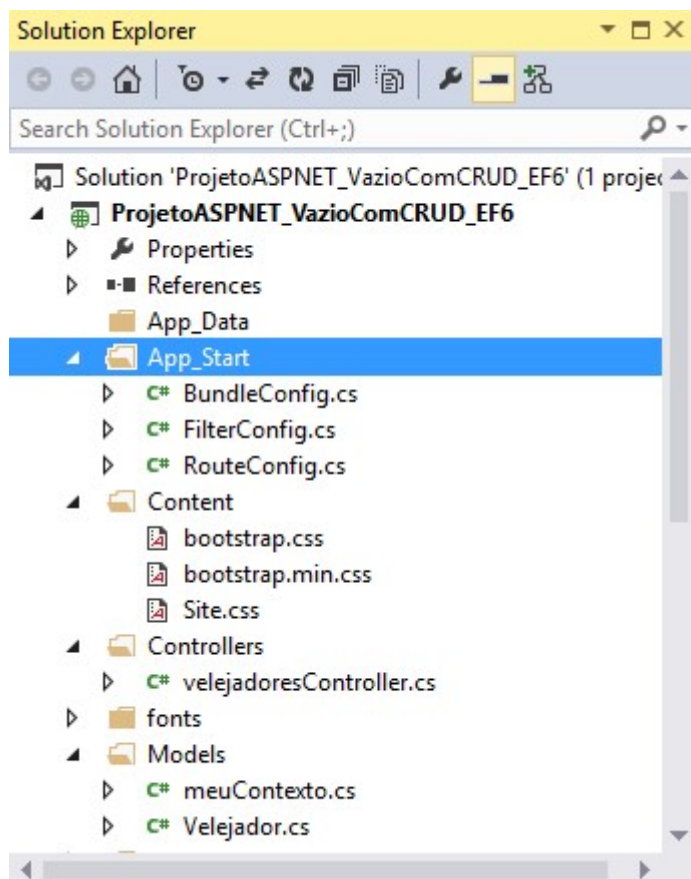 Solution Explorer
Search Solution Explorer (Ctrl+;)
Solution 'ProjetoASPNET_VazioComCRUD_EF6' (1 projec
ProjetoASPNET_VazioComCRUD_EF6
Properties
References
App_Data
App_Start
C# BundleConfig.cs
C# FilterConfig.cs
C# RouteConfig.cs
Content
bootstrap.css
bootstrap.min.css
Site.css
Controllers
C# velejadoresController.cs
fonts
Models
C# meuContexto.cs
C# Velejador.cs